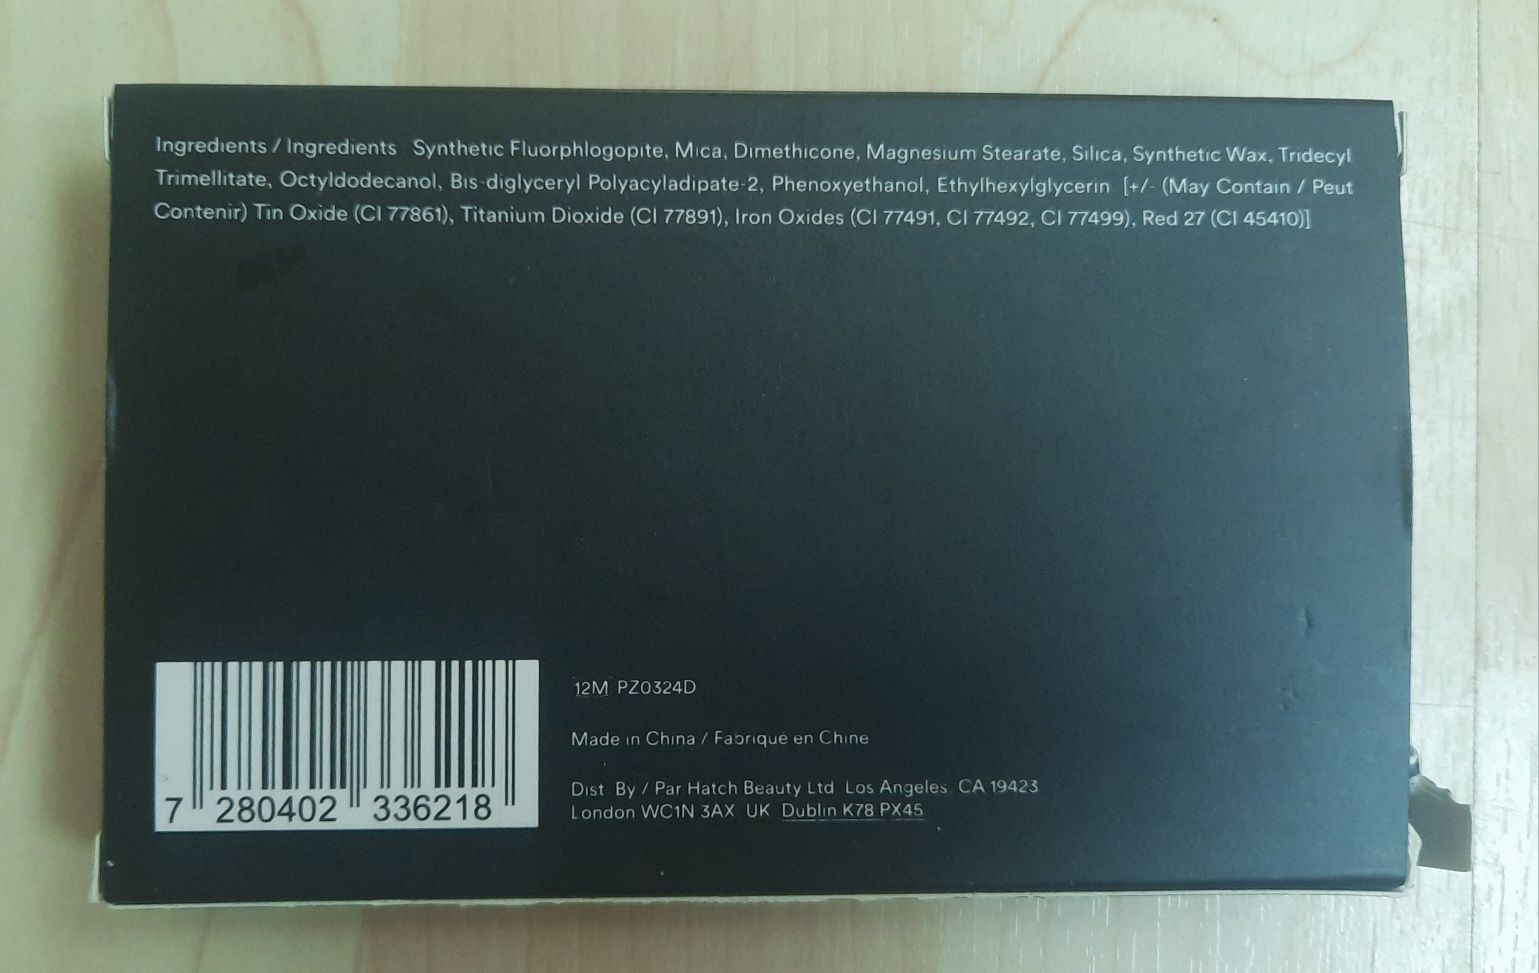 Ingredients / Ingredients Synthetic Fluorphlogopite, Mica, Dimethicone, Magnesium Stearate, Silica, Synthetic Wax, Tridecyl
Trimellitate, Octyldodecanol, Bis-diglyceryl Polyacyladipate-2, Phenoxyethanol, Ethylhexylglycerin [+/- (May Contain / Peut
Contenir) Tin Oxide (CI 77861), Titanium Dioxide (CI 77891), Iron Oxides (CI 77491, CI 77492, CI 77499), Red 27 (CI 45410)]
12M PZ0324D
Made in China / Fabriqué en Chine
Dist By / Par Hatch Beauty Ltd Los Angeles. CA 19423
London WC1N 3AX UK Dublin K78 PX45
7 280402 336218